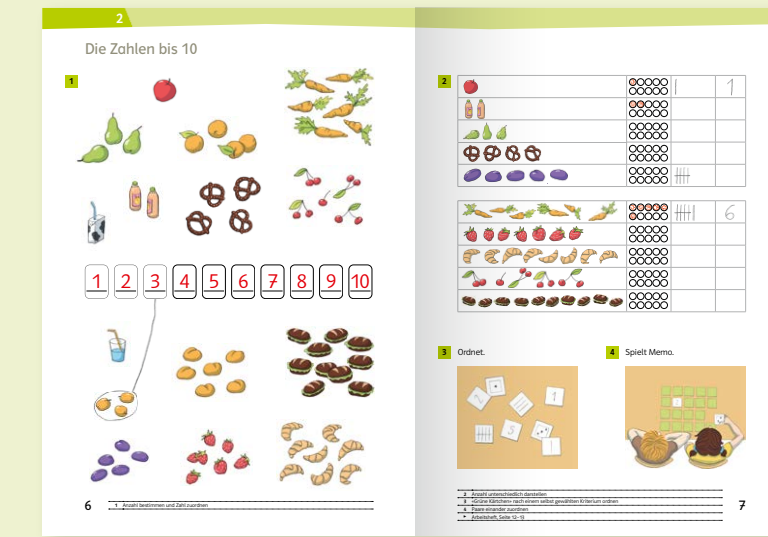 2
Die Zahlen bis 10
1
1 2 3 4 5 6 7 8 9 10
6
1 Anzahl bestimmen und Zahl zuordnen
2
1
6
3 Ordnet.
4 Spielt Memo.
2 Anzahl unterschiedlich darstellen
3 «Grüne Kärtchen» nach einem selbst gewählten Kriterium ordnen
4 Paare einander zuordnen
Arbeitsheft, Seite 12–13
7